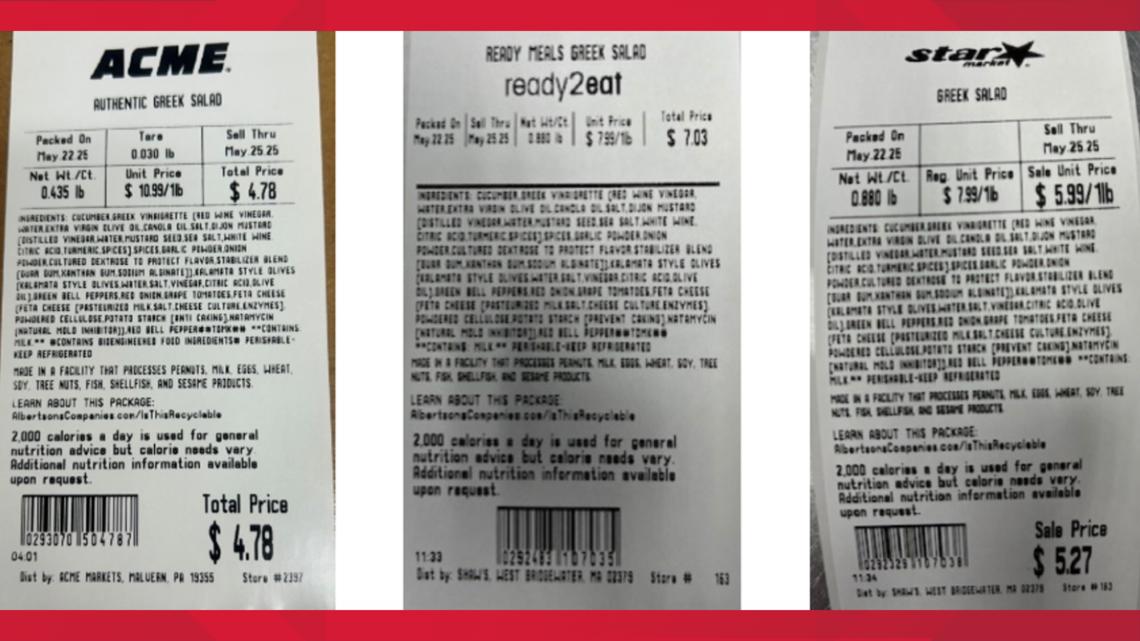 ACME.
AUTHENTIC GREEK SALAD
Packed On Tare Sell Thru
May.22.25 0.030 lb May.25.25
Net Wt./Ct. Unit Price Total Price
0.435 lb $ 10.99/lb $ 4.78
INGREDIENTS: CUCUMBER,GREEK VINAIGRETTE [RED WINE VINEGAR,
WATER,EXTRA VIRGIN OLIVE OIL,CANOLA OIL,SALT,DIJON MUSTARD
[DISTILLED VINEGAR,WATER,MUSTARD SEED,SEA SALT,WHITE WINE,
CITRIC ACID,TURMERIC,SPICES],SPICES,GARLIC POWDER,ONION
POWDER,CULTURED DEXTROSE TO PROTECT FLAVOR,STABILIZER BLEND
[GUAR GUM,XANTHAN GUM,SODIUM ALGINATE]],KALAMATA STYLE OLIVES
[KALAMATA STYLE OLIVES,WATER,SALT,VINEGAR,CITRIC ACID,OLIVE
OIL],GREEN BELL PEPPERS,RED ONION,GRAPE TOMATOES,FETA CHEESE
[FETA CHEESE [PASTEURIZED MILK,SALT,CHEESE CULTURE,ENZYMES],
POWDERED CELLULOSE,POTATO STARCH [ANTI CAKING],NATAMYCIN
[NATURAL MOLD INHIBITOR]],RED BELL PEPPER**TOMK** **CONTAINS:
MILK.** *CONTAINS BIOENGINEERED FOOD INGREDIENTS* PERISHABLE-
KEEP REFRIGERATED
MADE IN A FACILITY THAT PROCESSES PEANUTS, MILK, EGGS, WHEAT,
SOY, TREE NUTS, FISH, SHELLFISH, AND SESAME PRODUCTS.
LEARN ABOUT THIS PACKAGE:
AlbertsonsCompanies.com/IsThisRecyclable
2,000 calories a day is used for general
nutrition advice but calorie needs vary.
Additional nutrition information available
upon request.
Total Price
0293070 504787
$ 4.78
04:01
Dist by: ACME MARKETS, MALVERN, PA 19355 Store #2397
READY MEALS GREEK SALAD
ready2eat
Packed On Sell Thru Net Wt/Ct Unit Price Total Price
May.22.25 May.25.25 0.880 lb $ 7.99/lb $ 7.03
INGREDIENTS: CUCUMBER,GREEK VINAIGRETTE [RED WINE VINEGAR,
WATER,EXTRA VIRGIN OLIVE OIL,CANOLA OIL,SALT,DIJON MUSTARD
[DISTILLED VINEGAR,WATER,MUSTARD SEED,SEA SALT,WHITE WINE,
CITRIC ACID,TURMERIC,SPICES],SPICES,GARLIC POWDER,ONION
POWDER,CULTURED DEXTROSE TO PROTECT FLAVOR,STABILIZER BLEND
[GUAR GUM,XANTHAN GUM,SODIUM ALGINATE]],KALAMATA STYLE OLIVES
[KALAMATA STYLE OLIVES,WATER,SALT,VINEGAR,CITRIC ACID,OLIVE
OIL],GREEN BELL PEPPERS,RED ONION,GRAPE TOMATOES,FETA CHEESE
[FETA CHEESE [PASTEURIZED MILK,SALT,CHEESE CULTURE,ENZYMES],
POWDERED CELLULOSE,POTATO STARCH [PREVENT CAKING],NATAMYCIN
[NATURAL MOLD INHIBITOR]],RED BELL PEPPER**TOMK**
**CONTAINS: MILK.** PERISHABLE-KEEP REFRIGERATED
MADE IN A FACILITY THAT PROCESSES PEANUTS, MILK, EGGS, WHEAT, SOY, TREE
NUTS, FISH, SHELLFISH, AND SESAME PRODUCTS.
LEARN ABOUT THIS PACKAGE:
AlbertsonsCompanies.com/IsThisRecyclable
2,000 calories a day is used for general
nutrition advice but calorie needs vary.
Additional nutrition information available
upon request.
11:33
0292483 107035
Dist by: SHAW'S, WEST BRIDGEWATER, MA 02379 Store # 163
star market
GREEK SALAD
Packed On Sell Thru
May.22.25 May.25.25
Net Wt./Ct. Reg. Unit Price Sale Unit Price
0.880 lb $ 7.99/lb $ 5.99/1lb
INGREDIENTS: CUCUMBER,GREEK VINAIGRETTE [RED WINE VINEGAR,
WATER,EXTRA VIRGIN OLIVE OIL,CANOLA OIL,SALT,DIJON MUSTARD
[DISTILLED VINEGAR,WATER,MUSTARD SEED,SEA SALT,WHITE WINE,
CITRIC ACID,TURMERIC,SPICES],SPICES,GARLIC POWDER,ONION
POWDER,CULTURED DEXTROSE TO PROTECT FLAVOR,STABILIZER BLEND
[GUAR GUM,XANTHAN GUM,SODIUM ALGINATE]],KALAMATA STYLE OLIVES
[KALAMATA STYLE OLIVES,WATER,SALT,VINEGAR,CITRIC ACID,OLIVE
OIL],GREEN BELL PEPPERS,RED ONION,GRAPE TOMATOES,FETA CHEESE
[FETA CHEESE [PASTEURIZED MILK,SALT,CHEESE CULTURE,ENZYMES],
POWDERED CELLULOSE,POTATO STARCH [PREVENT CAKING],NATAMYCIN
[NATURAL MOLD INHIBITOR]],RED BELL PEPPER**TOMK** **CONTAINS:
MILK.** PERISHABLE-KEEP REFRIGERATED
MADE IN A FACILITY THAT PROCESSES PEANUTS, MILK, EGGS, WHEAT, SOY, TREE
NUTS, FISH, SHELLFISH, AND SESAME PRODUCTS.
LEARN ABOUT THIS PACKAGE:
AlbertsonsCompanies.com/IsThisRecyclable
2,000 calories a day is used for general
nutrition advice but calorie needs vary.
Additional nutrition information available
upon request.
Sale Price
0292329 107038
$ 5.27
11:34
Dist by: SHAW'S, WEST BRIDGEWATER, MA 02379 Store # 163